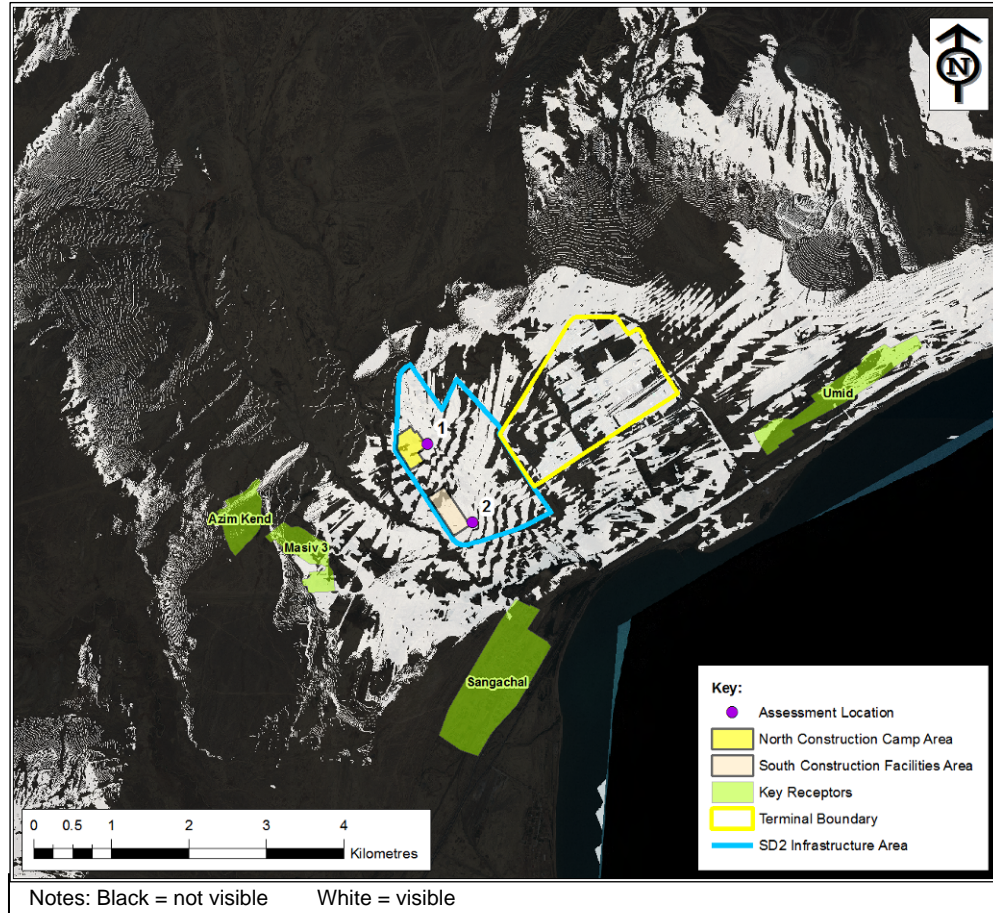 N
1
2
Umid
Azim Kend
Masiv 3
Sangachal
Key:
Assessment Location
North Construction Camp Area
South Construction Facilities Area
Key Receptors
Terminal Boundary
SD2 Infrastructure Area
0 0.5 1 2 3 4
Kilometres
Notes: Black = not visible White = visible